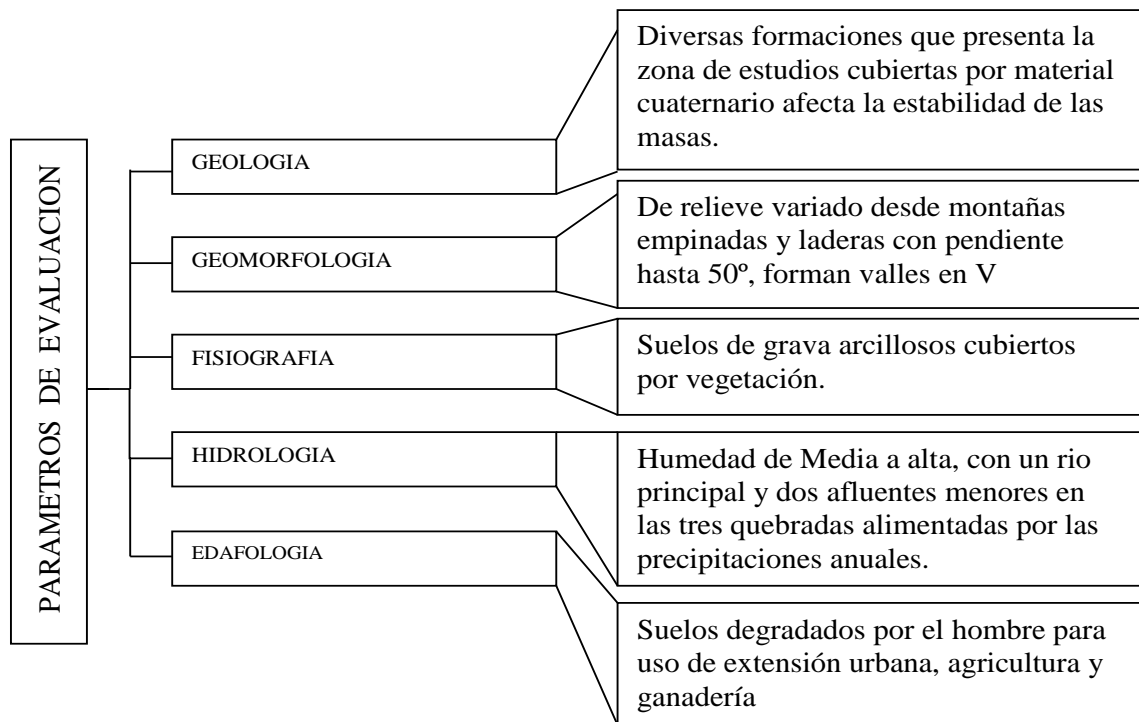 PARAMETROS DE EVALUACION
GEOLOGIA
Diversas formaciones que presenta la
zona de estudios cubiertas por material
cuaternario afecta la estabilidad de las
masas.
GEOMORFOLOGIA
De relieve variado desde montañas
empinadas y laderas con pendiente
hasta 50º, forman valles en V
FISIOGRAFIA
Suelos de grava arcillosos cubiertos
por vegetación.
HIDROLOGIA
Humedad de Media a alta, con un rio
principal y dos afluentes menores en
las tres quebradas alimentadas por las
precipitaciones anuales.
EDAFOLOGIA
Suelos degradados por el hombre para
uso de extensión urbana, agricultura y
ganadería